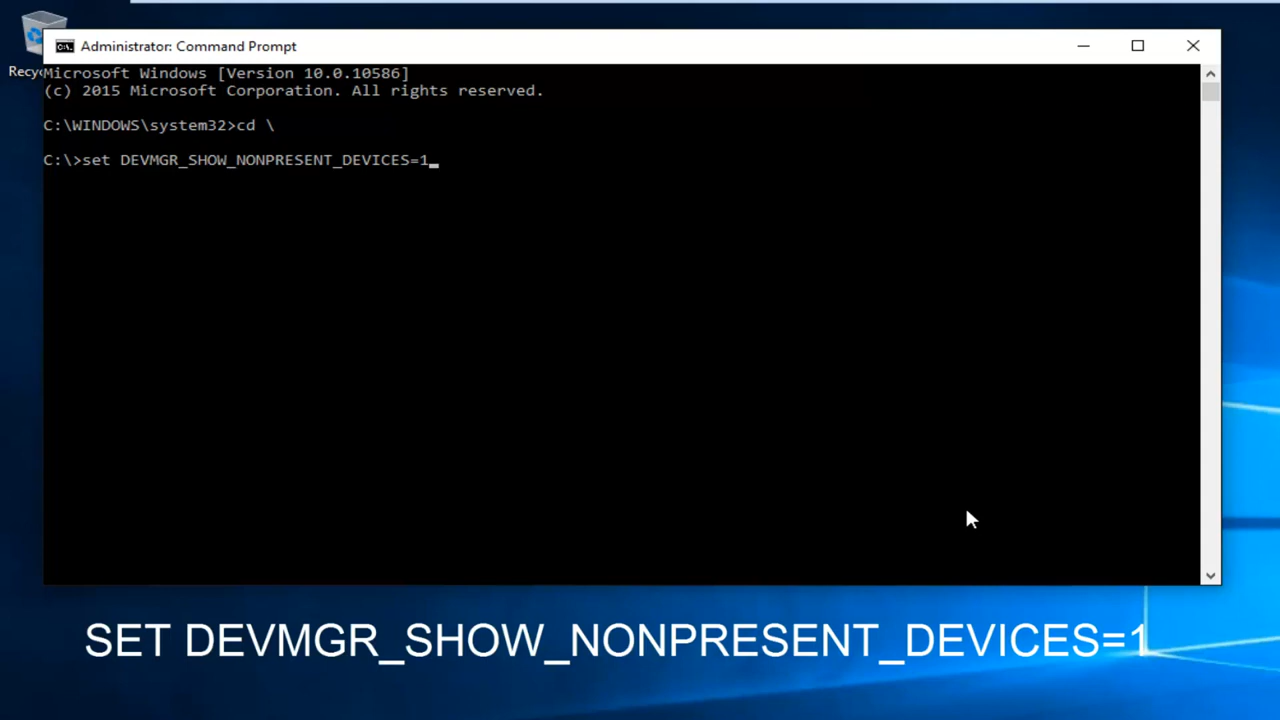 Administrator: Command Prompt
Microsoft Windows [Version 10.0.10586]
(c) 2015 Microsoft Corporation. All rights reserved.
C:\WINDOWS\system32>cd \
C:\>set DEVMGR_SHOW_NONPRESENT_DEVICES=1
SET DEVMGR_SHOW_NONPRESENT_DEVICES=1